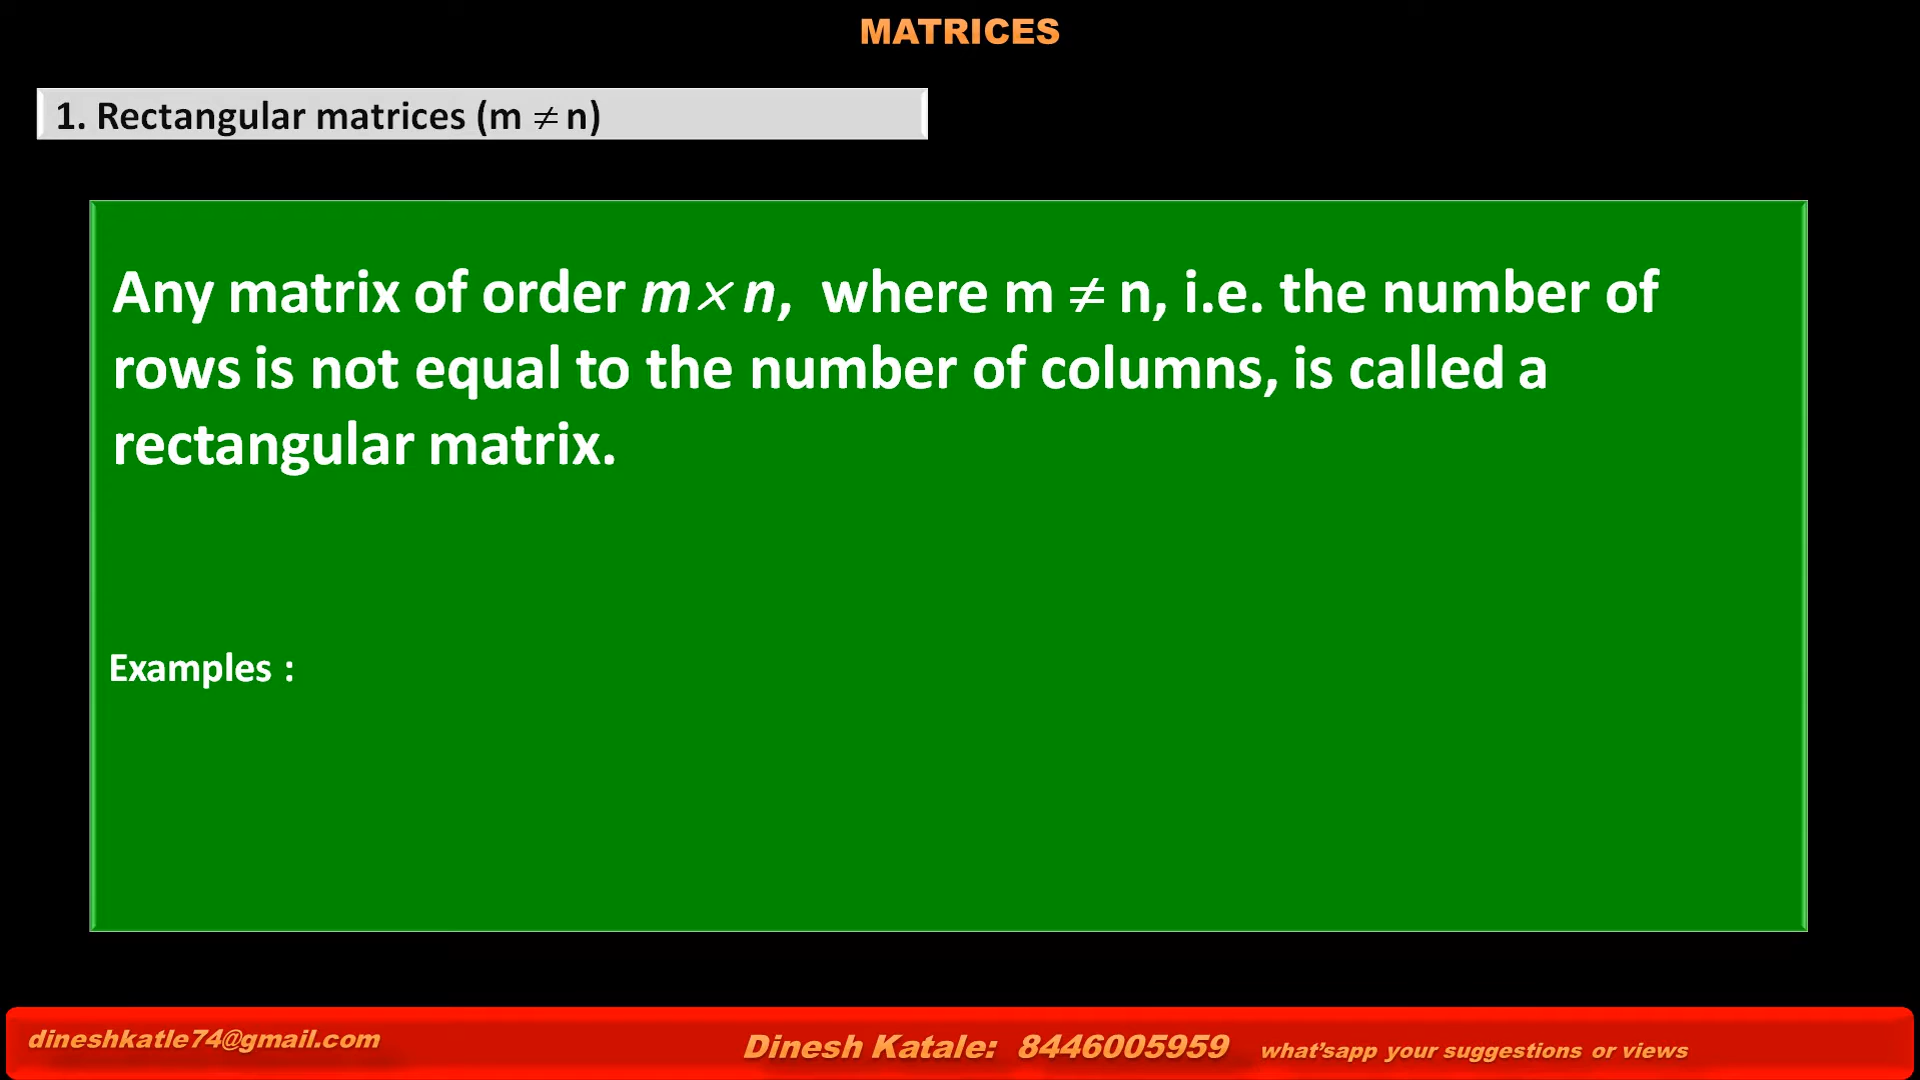 MATRICES
1. Rectangular matrices (m ≠ n)
Any matrix of order m × n, where m ≠ n, i.e. the number of
rows is not equal to the number of columns, is called a
rectangular matrix.
Examples :
dineshkatle74@gmail.com
Dinesh Katale: 8446005959 what'sapp your suggestions or views